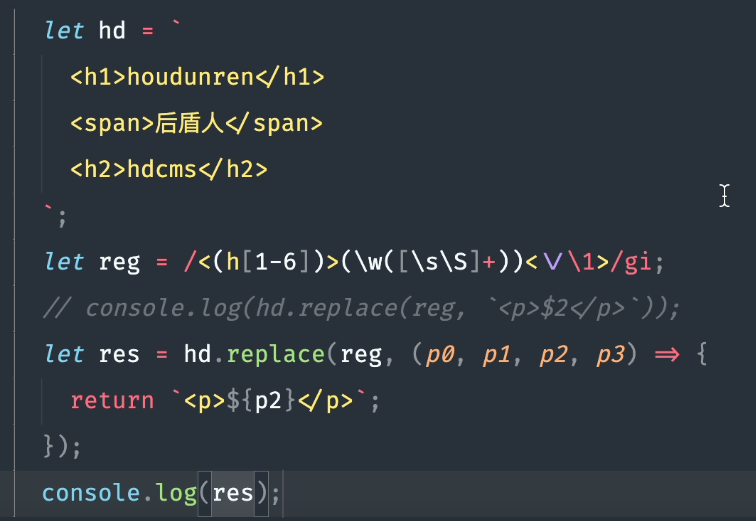 let hd = `
<h1>houdunren</h1>
<span>后盾人</span>
<h2>hdcms</h2>
`;
let reg = /<(h[1-6])>(\w([\s\S]+))<\/\1>/gi;
// console.log(hd.replace(reg, `<p>$2</p>`));
let res = hd.replace(reg, (p0, p1, p2, p3) => {
return `<p>${p2}</p>`;
});
console.log(res);